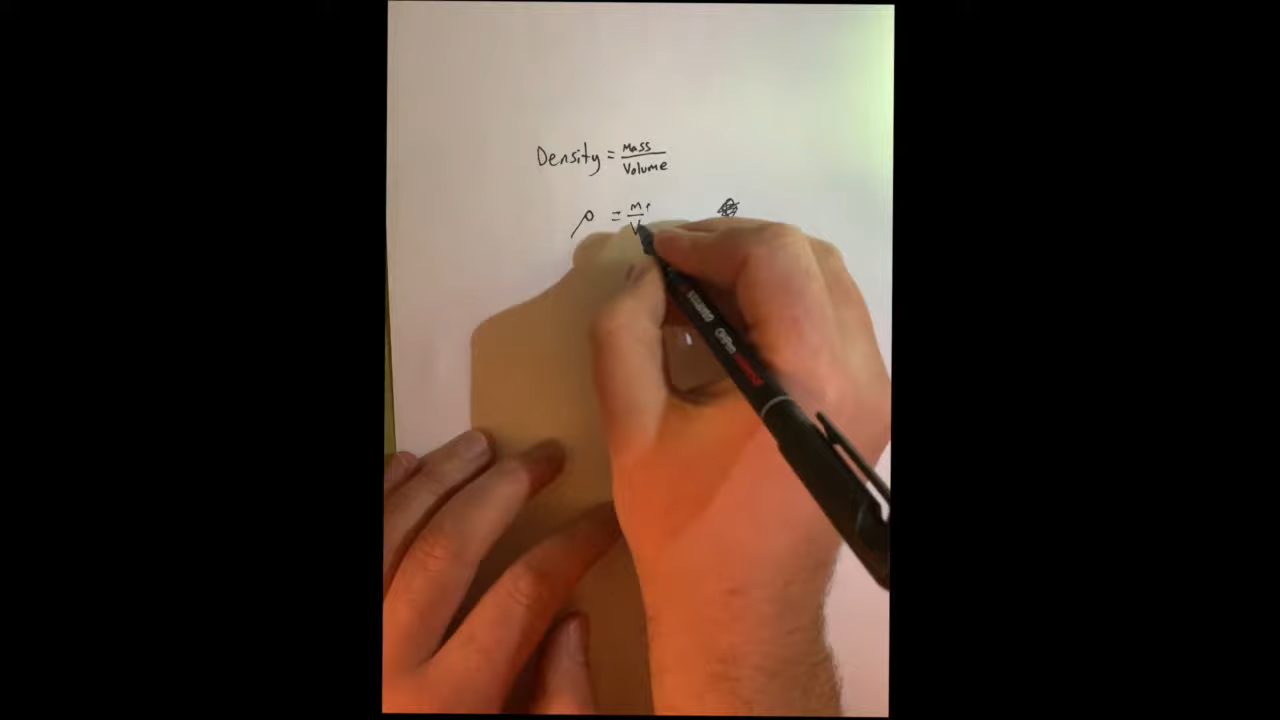 Density = Mass / Volume
ρ = m / V